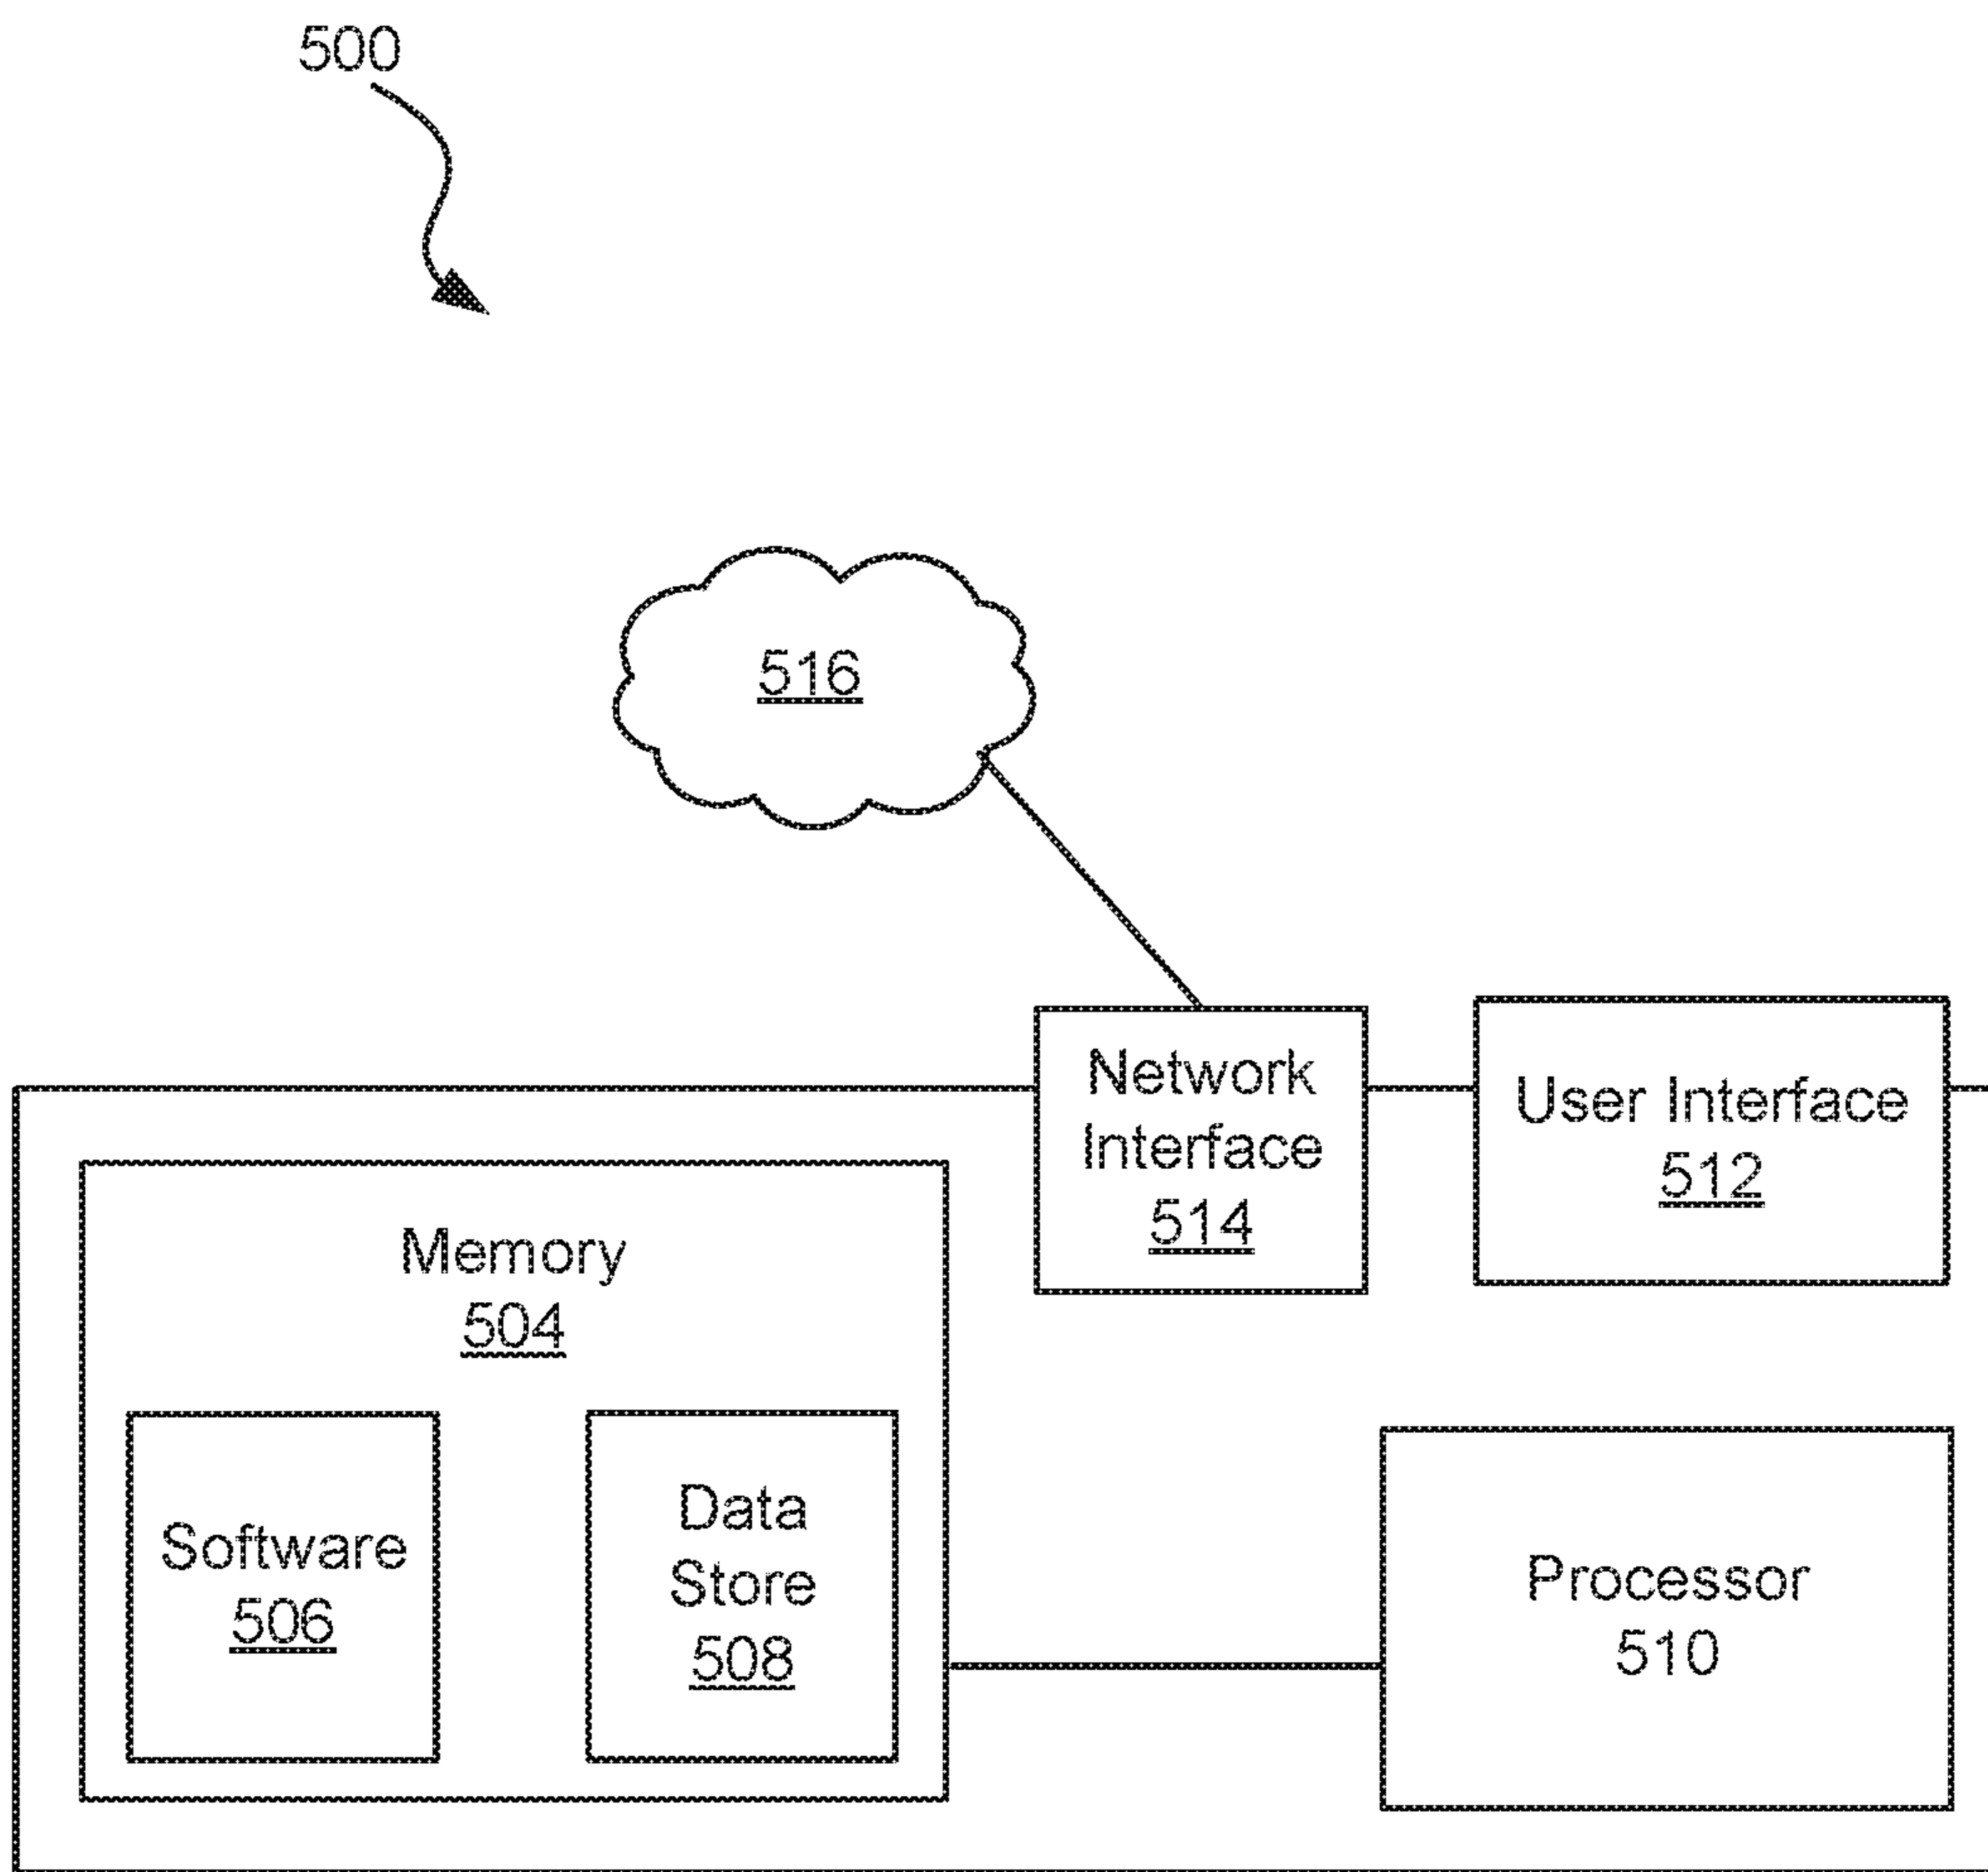 500
516
Network
Interface
514
User Interface
512
Memory
504
Software
506
Data
Store
508
Processor
510